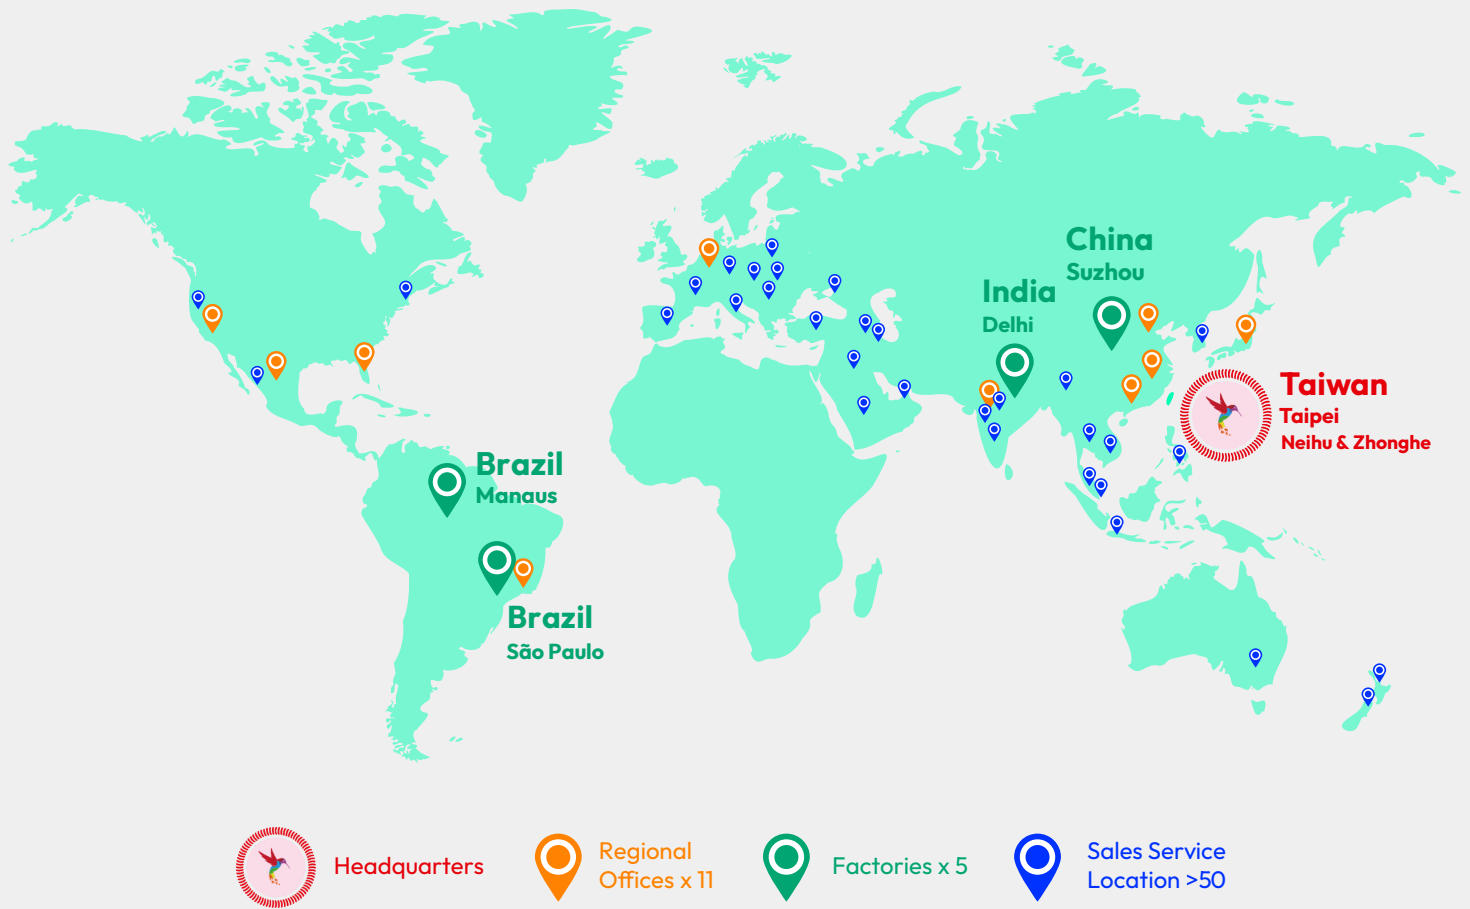 China
Suzhou
India
Delhi
Taiwan
Taipei
Neihu & Zhonghe
Brazil
Manaus
Brazil
São Paulo
Headquarters
Regional
Offices x 11
Factories x 5
Sales Service
Location >50